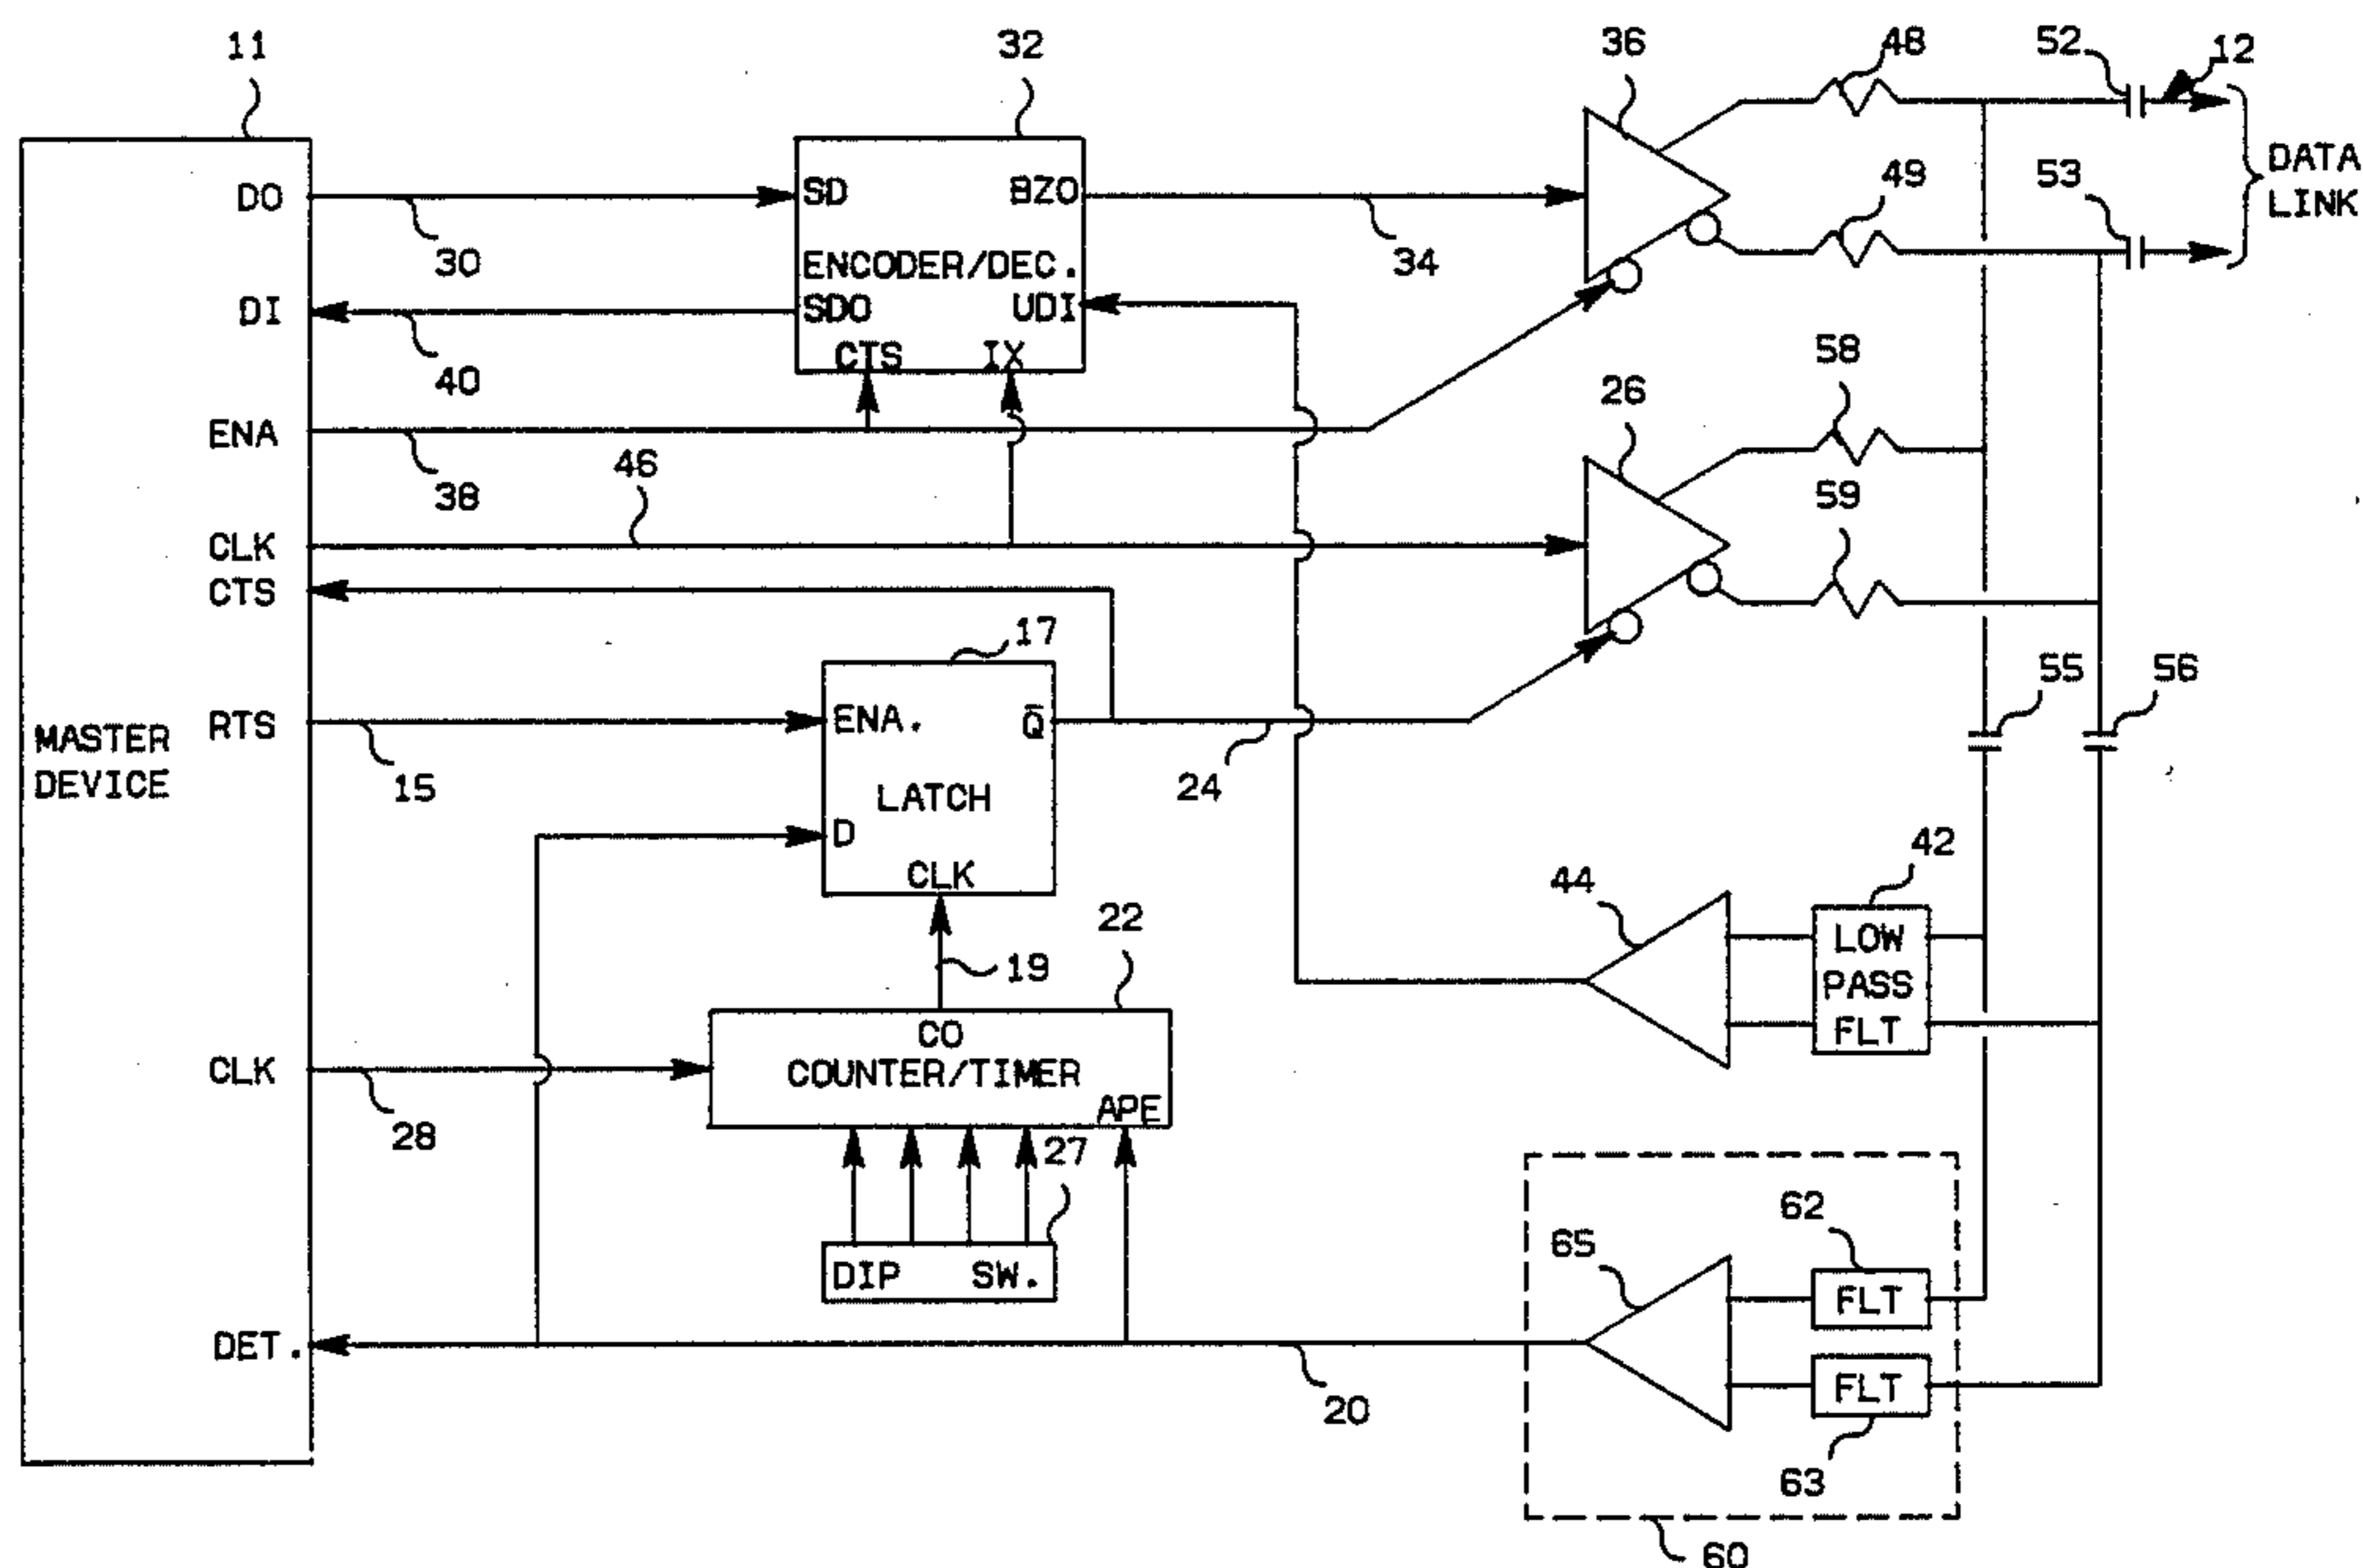 11
32
36
48
52
12
DO
SD
BZO
49
53
DATA
LINK
30
34
ENCODER/DEC.
DI
SDO
UDI
CTS
IX
40
58
ENA
26
38
46
59
CLK
CTS
17
55
56
RTS
ENA.
Q̄
MASTER
DEVICE
15
LATCH
24
D
42
CLK
44
22
LOW
19
PASS
CO
FLT
CLK
COUNTER/TIMER
APE
28
27
62
65
DIP SW.
FLT
DET.
FLT
20
63
60